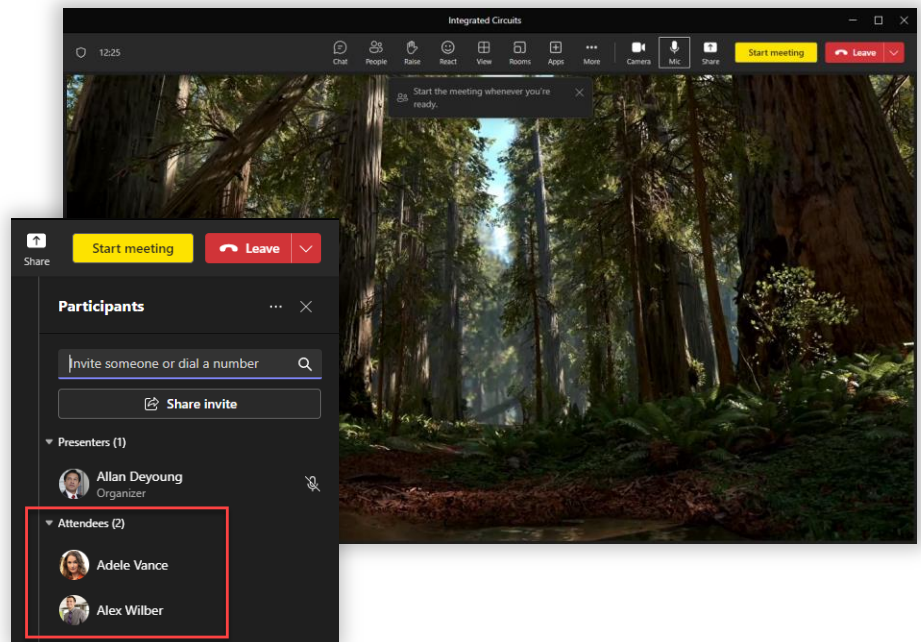 Integrated Circuits
12:25
Chat People Raise React View Rooms Apps More Camera Mic Share Start meeting Leave
Start the meeting whenever you're
ready.
Share Start meeting Leave
Participants
Invite someone or dial a number
Share invite
Presenters (1)
Allan Deyoung
Organizer
Attendees (2)
Adele Vance
Alex Wilber